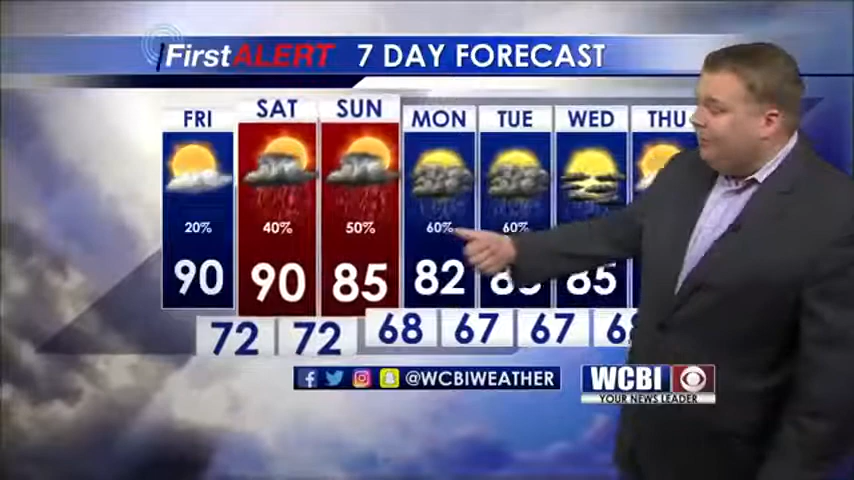 FirstALERT 7 DAY FORECAST
FRI SAT SUN MON TUE WED THU
20% 40% 50% 60% 60%
90 90 85 82 85
72 72 68 67 67
@WCBIWEATHER
WCBI
YOUR NEWS LEADER